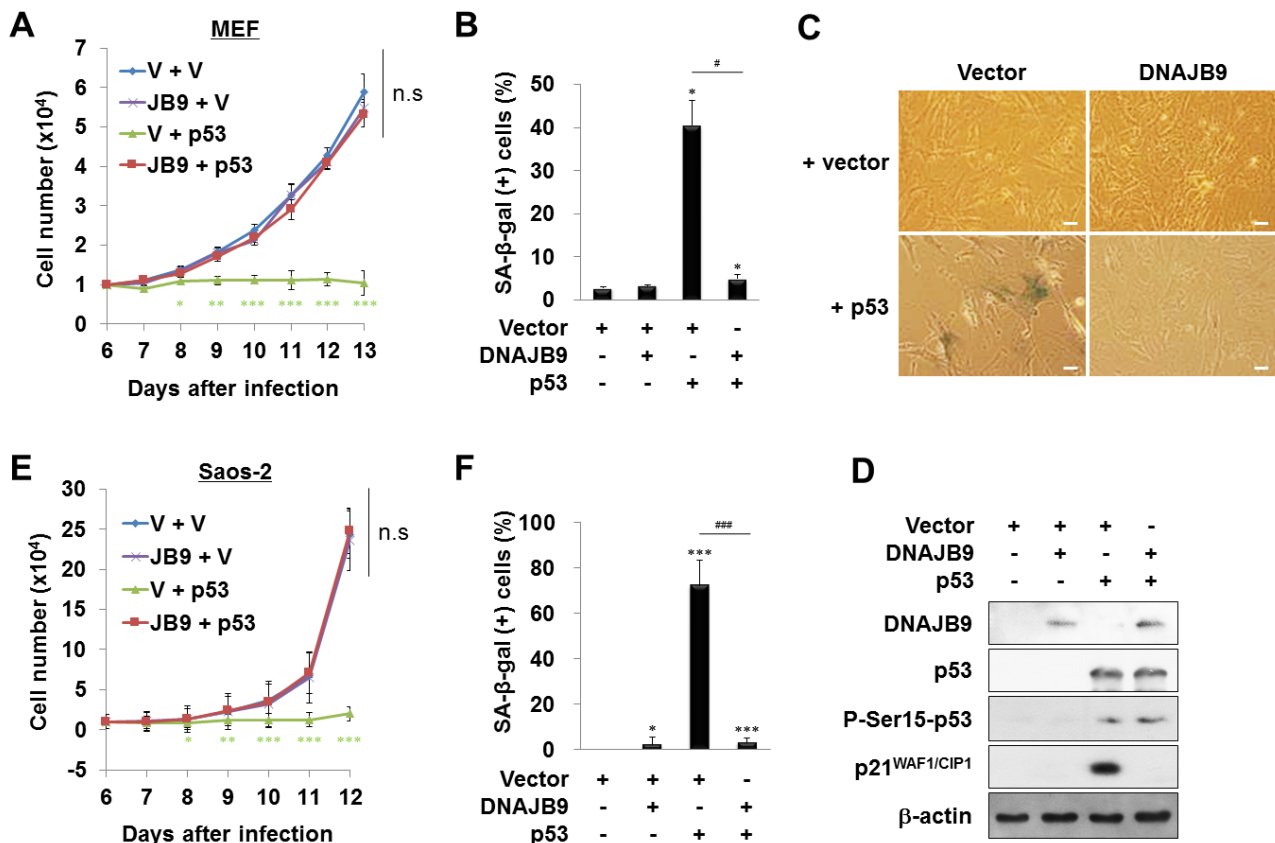 A
MEF
Cell number (x10⁴)
7
6
5
4
3
2
1
0
V + V
JB9 + V
V + p53
JB9 + p53
n.s
* ** *** *** *** ***
6 7 8 9 10 11 12 13
Days after infection
B
SA-β-gal (+) cells (%)
50
40
30
20
10
0
#
*
*
Vector + + + -
DNAJB9 - + - +
p53 - - + +
C
Vector DNAJB9
+ vector
+ p53
E
Saos-2
Cell number (x10⁴)
30
25
20
15
10
5
0
-5
V + V
JB9 + V
V + p53
JB9 + p53
n.s
* ** *** *** ***
6 7 8 9 10 11 12
Days after infection
F
SA-β-gal (+) cells (%)
100
80
60
40
20
0
###
***
* ***
Vector + + + -
DNAJB9 - + - +
p53 - - + +
D
Vector + + + -
DNAJB9 - + - +
p53 - - + +
DNAJB9
p53
P-Ser15-p53
p21WAF1/CIP1
β-actin